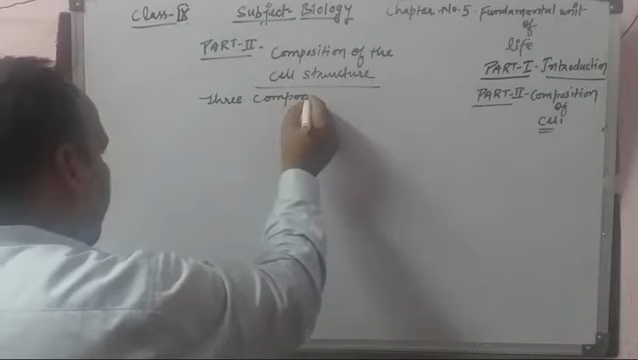 Class-IX Subject- Biology Chapter-No.5 Fundamental unit
of
life
PART-I- Introduction
PART-II-Composition
of
cell
PART-II- Composition of the
cell structure
Three compo